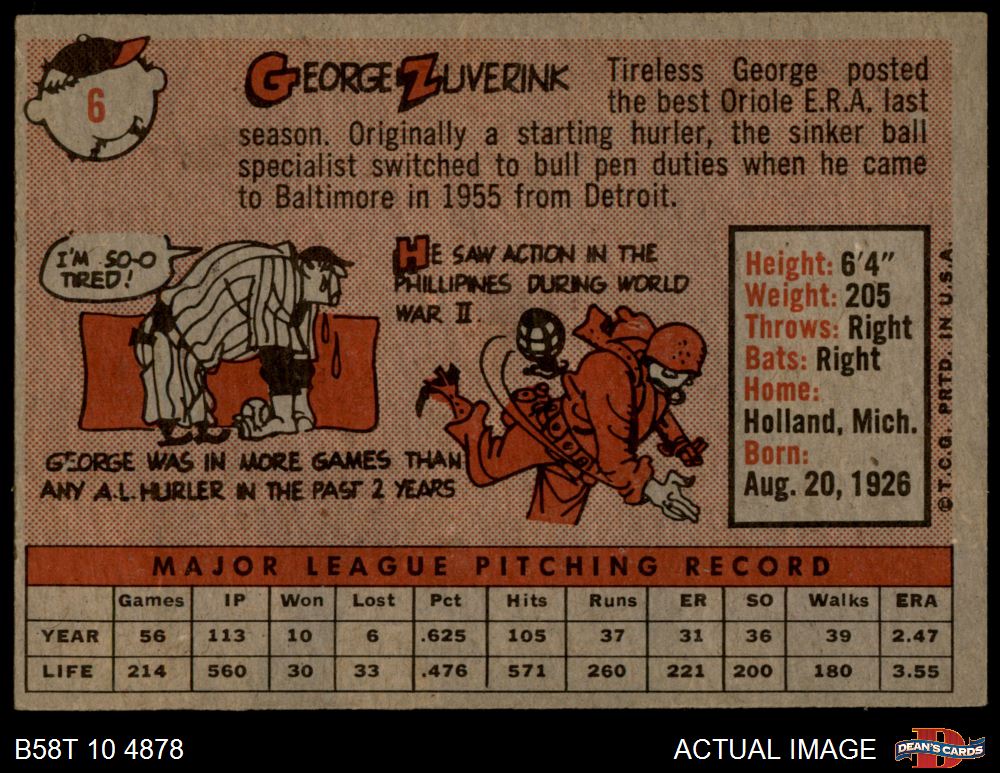 6
GEORGE ZUVERINK
Tireless George posted
the best Oriole E.R.A. last
season. Originally a starting hurler, the sinker ball
specialist switched to bull pen duties when he came
to Baltimore in 1955 from Detroit.
I'M SO-O
TIRED!
GEORGE WAS IN MORE GAMES THAN
ANY A.L. HURLER IN THE PAST 2 YEARS
HE SAW ACTION IN THE
PHILLIPINES DURING WORLD
WAR II.
Height: 6'4"
Weight: 205
Throws: Right
Bats: Right
Home:
Holland, Mich.
Born:
Aug. 20, 1926
© T.C.G. PRTD. IN U.S.A.
MAJOR LEAGUE PITCHING RECORD
Games IP Won Lost Pct Hits Runs ER SO Walks ERA
YEAR 56 113 10 6 .625 105 37 31 36 39 2.47
LIFE 214 560 30 33 .476 571 260 221 200 180 3.55
B58T 10 4878
ACTUAL IMAGE
D
DEAN'S CARDS